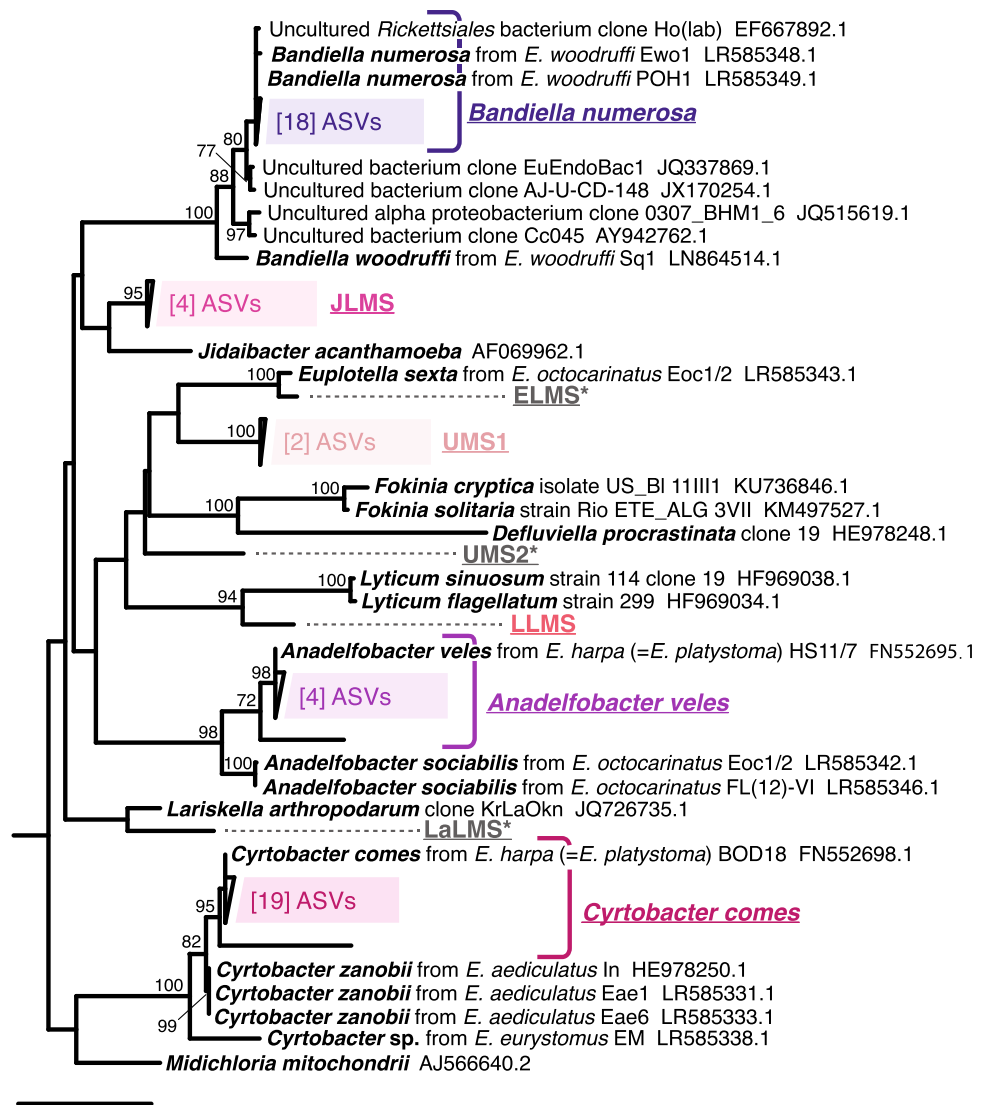 Uncultured Rickettsiales bacterium clone Ho(lab) EF667892.1
Bandiella numerosa from E. woodruffi Ewo1 LR585348.1
Bandiella numerosa from E. woodruffi POH1 LR585349.1
Bandiella numerosa
[18] ASVs
80
77
Uncultured bacterium clone EuEndoBac1 JQ337869.1
88
Uncultured bacterium clone AJ-U-CD-148 JX170254.1
100
Uncultured alpha proteobacterium clone 0307_BHM1_6 JQ515619.1
97
Uncultured bacterium clone Cc045 AY942762.1
Bandiella woodruffi from E. woodruffi Sq1 LN864514.1
95
[4] ASVs JLMS
Jidaibacter acanthamoeba AF069962.1
100
Euplotella sexta from E. octocarinatus Eoc1/2 LR585343.1
ELMS*
100
[2] ASVs UMS1
100
Fokinia cryptica isolate US_Bl 11III1 KU736846.1
100
Fokinia solitaria strain Rio ETE_ALG 3VII KM497527.1
Defluviella procrastinata clone 19 HE978248.1
UMS2*
100
Lyticum sinuosum strain 114 clone 19 HF969038.1
94
Lyticum flagellatum strain 299 HF969034.1
LLMS
Anadelfobacter veles from E. harpa (=E. platystoma) HS11/7 FN552695.1
98
[4] ASVs
72
Anadelfobacter veles
98
100
Anadelfobacter sociabilis from E. octocarinatus Eoc1/2 LR585342.1
Anadelfobacter sociabilis from E. octocarinatus FL(12)-VI LR585346.1
Lariskella arthropodarum clone KrLaOkn JQ726735.1
LaLMS*
Cyrtobacter comes from E. harpa (=E. platystoma) BOD18 FN552698.1
[19] ASVs
95
Cyrtobacter comes
82
Cyrtobacter zanobii from E. aediculatus In HE978250.1
100
Cyrtobacter zanobii from E. aediculatus Eae1 LR585331.1
99
Cyrtobacter zanobii from E. aediculatus Eae6 LR585333.1
Cyrtobacter sp. from E. eurystomus EM LR585338.1
Midichloria mitochondrii AJ566640.2